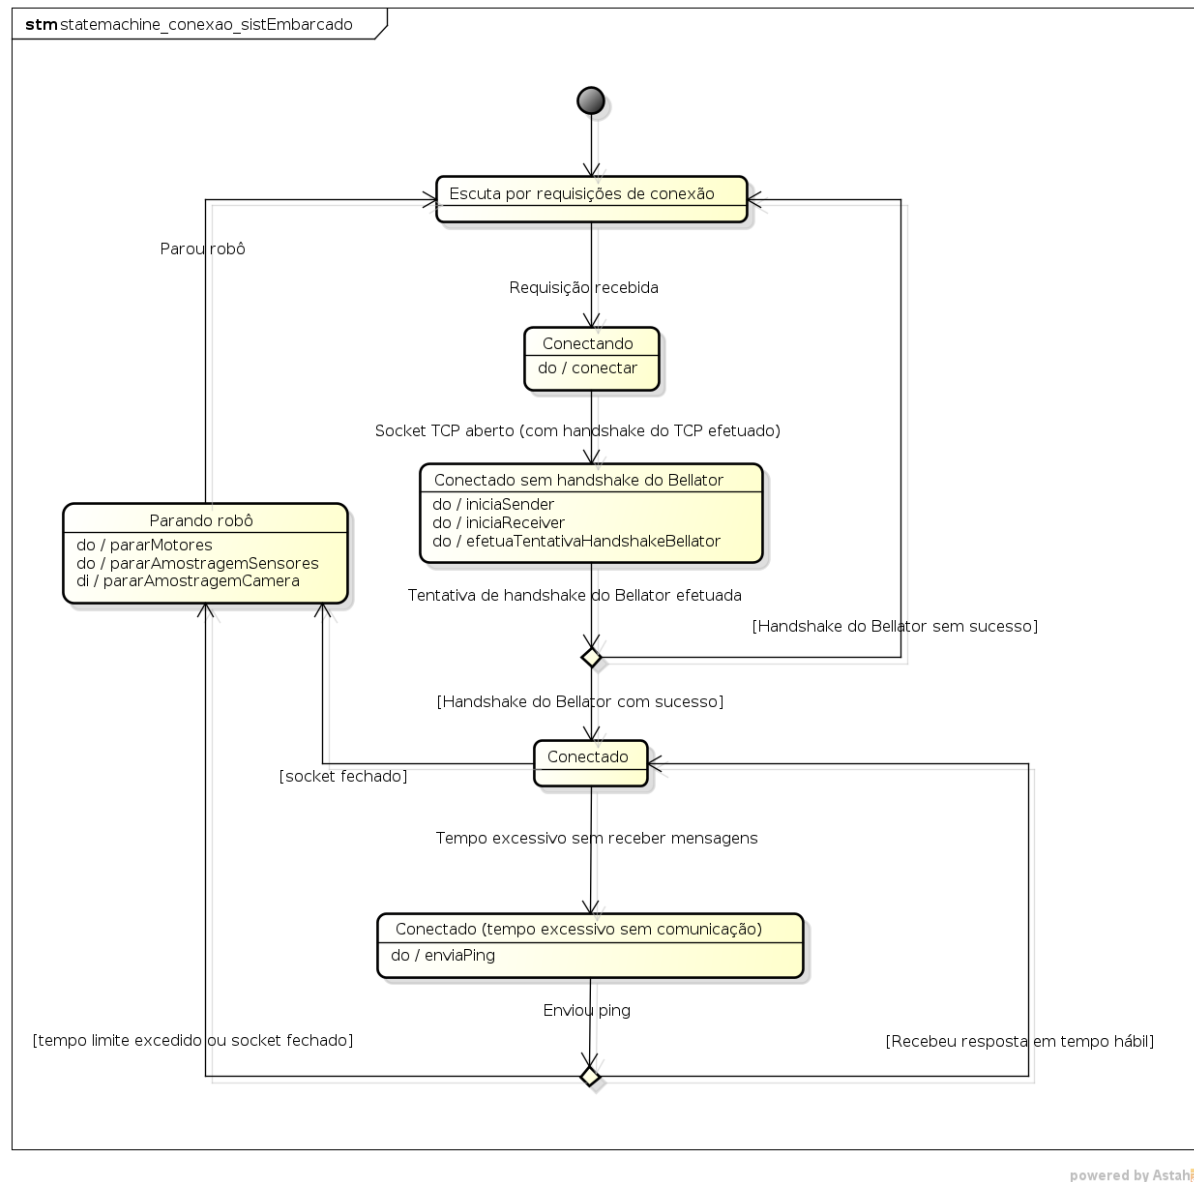 stm statemachine_conexao_sistEmbarcado
Escuta por requisições de conexão
Parou robô
Requisição recebida
Conectando
do / conectar
Socket TCP aberto (com handshake do TCP efetuado)
Conectado sem handshake do Bellator
do / iniciaSender
do / iniciaReceiver
do / efetuaTentativaHandshakeBellator
Parando robô
do / pararMotores
do / pararAmostragemSensores
di / pararAmostragemCamera
Tentativa de handshake do Bellator efetuada
[Handshake do Bellator sem sucesso]
[Handshake do Bellator com sucesso]
Conectado
[socket fechado]
Tempo excessivo sem receber mensagens
Conectado (tempo excessivo sem comunicação)
do / enviaPing
Enviou ping
[tempo limite excedido ou socket fechado]
[Recebeu resposta em tempo hábil]
powered by Astah